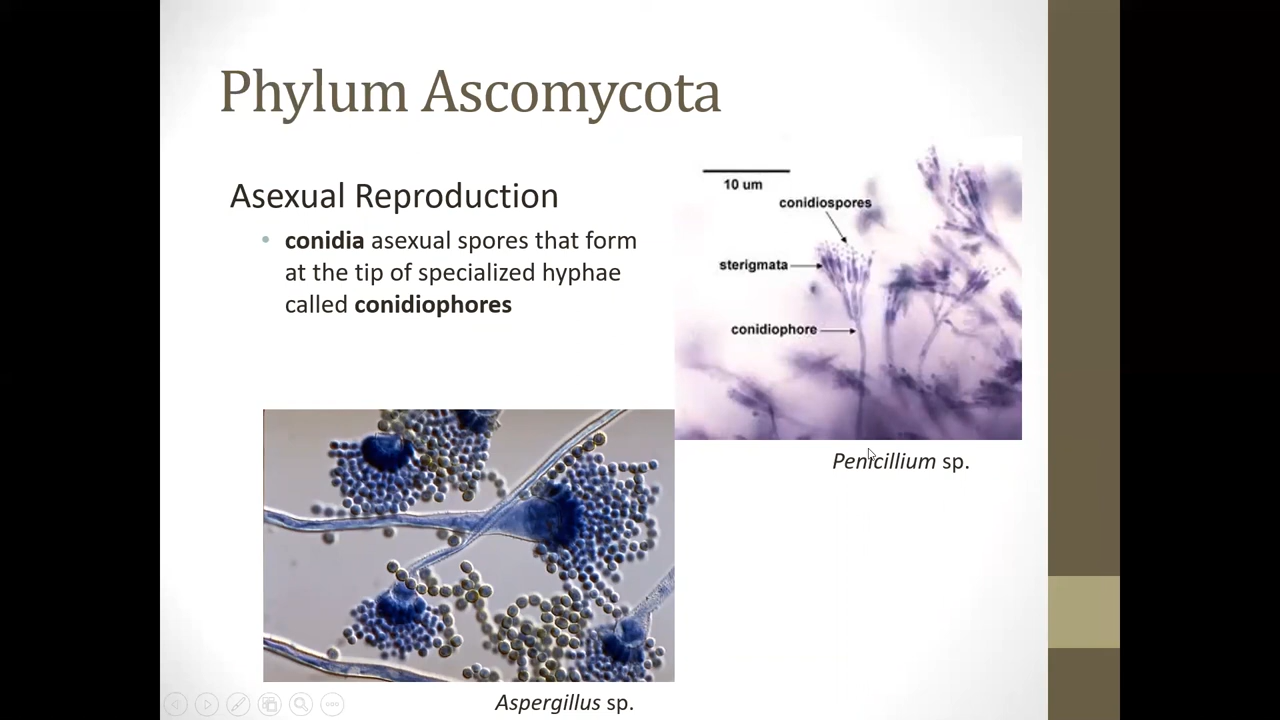 Phylum Ascomycota
Asexual Reproduction
• conidia asexual spores that form
at the tip of specialized hyphae
called conidiophores
10 um
conidiospores
sterigmata
conidiophore
Penicillium sp.
Aspergillus sp.